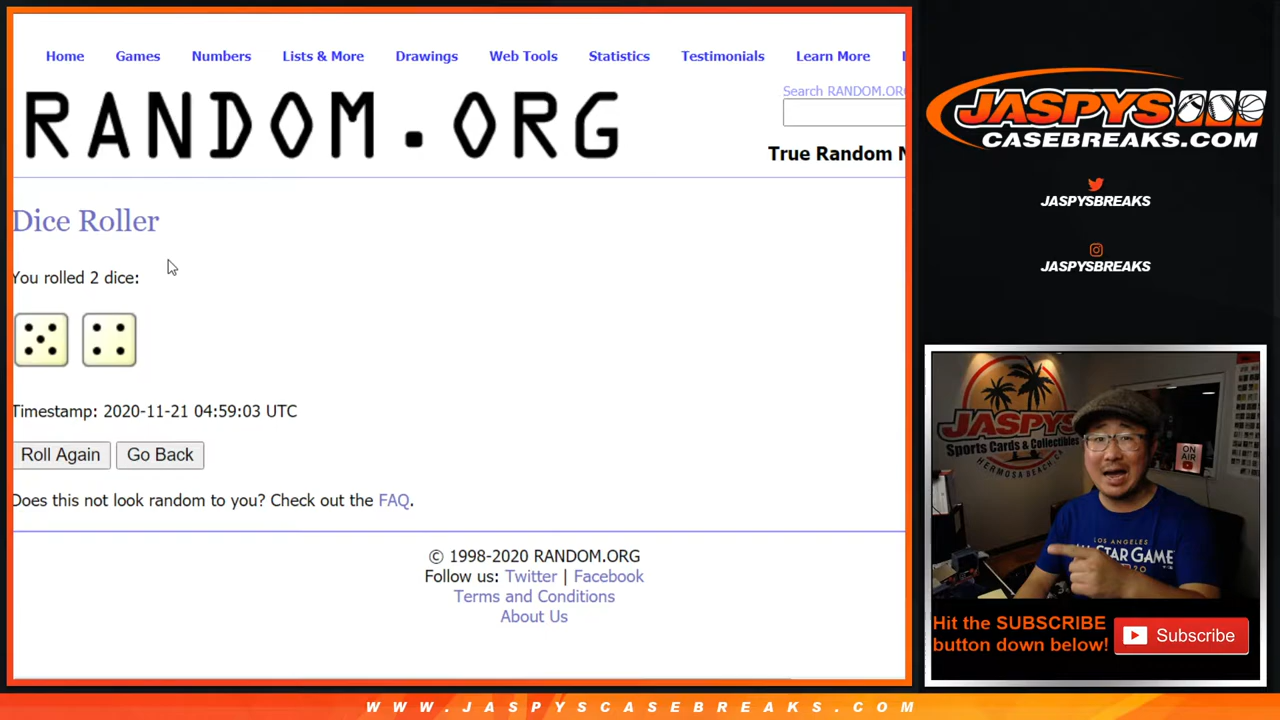 Home Games Numbers Lists & More Drawings Web Tools Statistics Testimonials Learn More
RANDOM.ORG
Search RANDOM.ORG
True Random N
Dice Roller
You rolled 2 dice:
Timestamp: 2020-11-21 04:59:03 UTC
Roll Again Go Back
Does this not look random to you? Check out the FAQ.
© 1998-2020 RANDOM.ORG
Follow us: Twitter | Facebook
Terms and Conditions
About Us
JASPYS
CASEBREAKS.COM
JASPYSBREAKS
JASPYSBREAKS
JASPYS
Sports Cards & Collectibles
HERMOSA BEACH, CA
ON AIR
LOS ANGELES
ALL STAR GAME
Hit the SUBSCRIBE
button down below!
Subscribe
WWW.JASPYSCASEBREAKS.COM